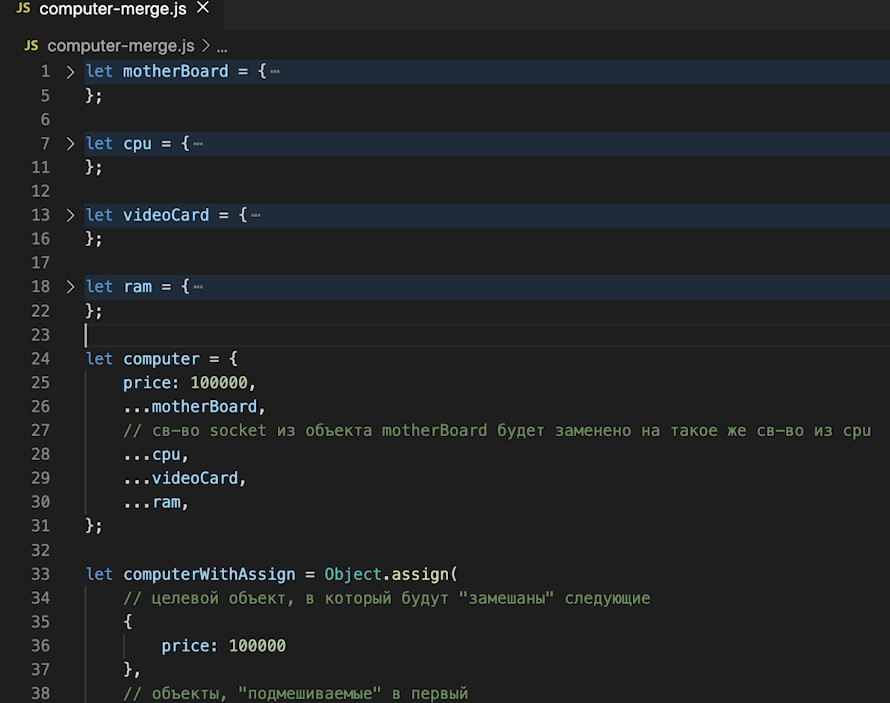 JS computer-merge.js ×
JS computer-merge.js > ...
1 > let motherBoard = {⋯
5 };
6
7 > let cpu = {⋯
11 };
12
13 > let videoCard = {⋯
16 };
17
18 > let ram = {⋯
22 };
23
24 let computer = {
25     price: 100000,
26     ...motherBoard,
27     // св-во socket из объекта motherBoard будет заменено на такое же св-во из cpu
28     ...cpu,
29     ...videoCard,
30     ...ram,
31 };
32
33 let computerWithAssign = Object.assign(
34     // целевой объект, в который будут "замешаны" следующие
35     {
36         price: 100000
37     },
38     // объекты, "подмешиваемые" в первый